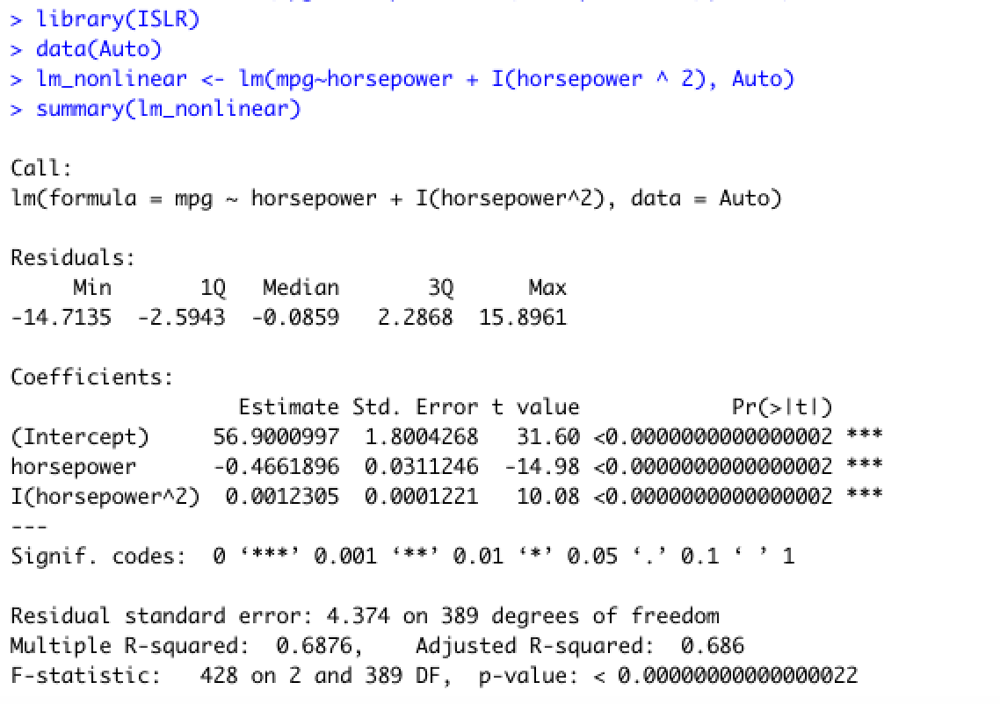 > library(ISLR)
> data(Auto)
> lm_nonlinear <- lm(mpg~horsepower + I(horsepower ^ 2), Auto)
> summary(lm_nonlinear)
Call:
lm(formula = mpg ~ horsepower + I(horsepower^2), data = Auto)
Residuals:
Min 1Q Median 3Q Max
-14.7135 -2.5943 -0.0859 2.2868 15.8961
Coefficients:
Estimate Std. Error t value Pr(>|t|)
(Intercept) 56.9000997 1.8004268 31.60 <0.0000000000000002 ***
horsepower -0.4661896 0.0311246 -14.98 <0.0000000000000002 ***
I(horsepower^2) 0.0012305 0.0001221 10.08 <0.0000000000000002 ***
---
Signif. codes: 0 ‘***’ 0.001 ‘**’ 0.01 ‘*’ 0.05 ‘.’ 0.1 ‘ ’ 1
Residual standard error: 4.374 on 389 degrees of freedom
Multiple R-squared: 0.6876, Adjusted R-squared: 0.686
F-statistic: 428 on 2 and 389 DF, p-value: < 0.00000000000000022